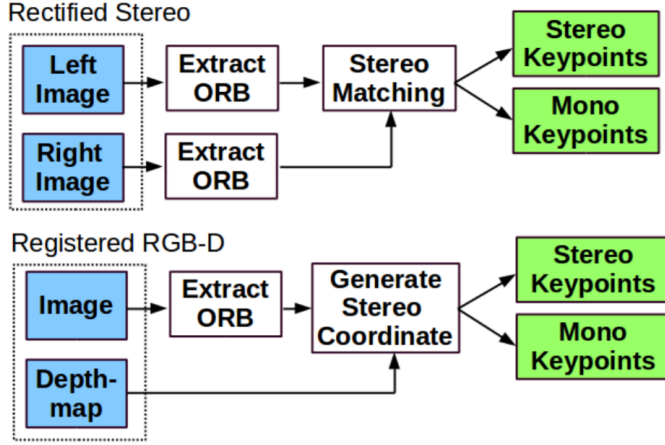 Rectified Stereo
Left
Image
Extract
ORB
Stereo
Matching
Stereo
Keypoints
Mono
Keypoints
Right
Image
Extract
ORB
Registered RGB-D
Image
Extract
ORB
Generate
Stereo
Coordinate
Stereo
Keypoints
Mono
Keypoints
Depth-
map